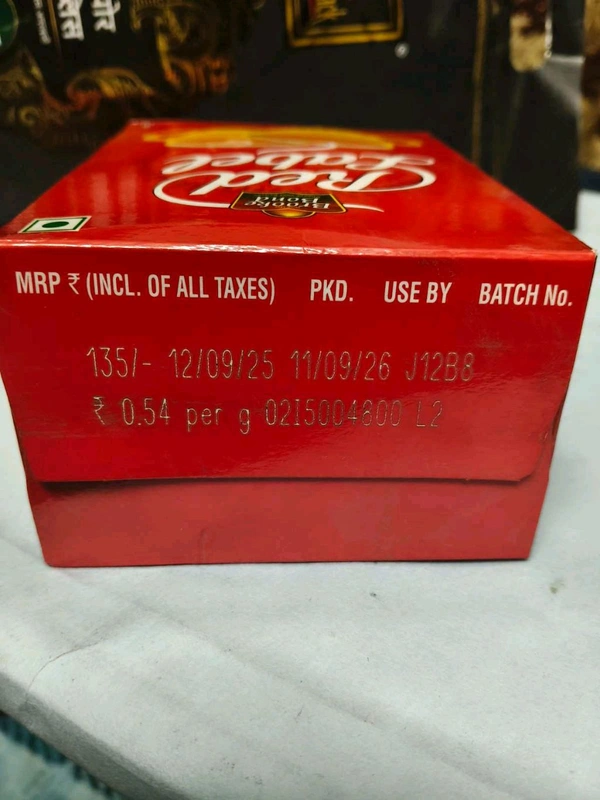 Red
Label
Brooke
Bond
MRP ₹ (INCL. OF ALL TAXES) PKD. USE BY BATCH No.
135/- 12/09/25 11/09/26 J12B8
₹ 0.54 per g 02I5004600 L2